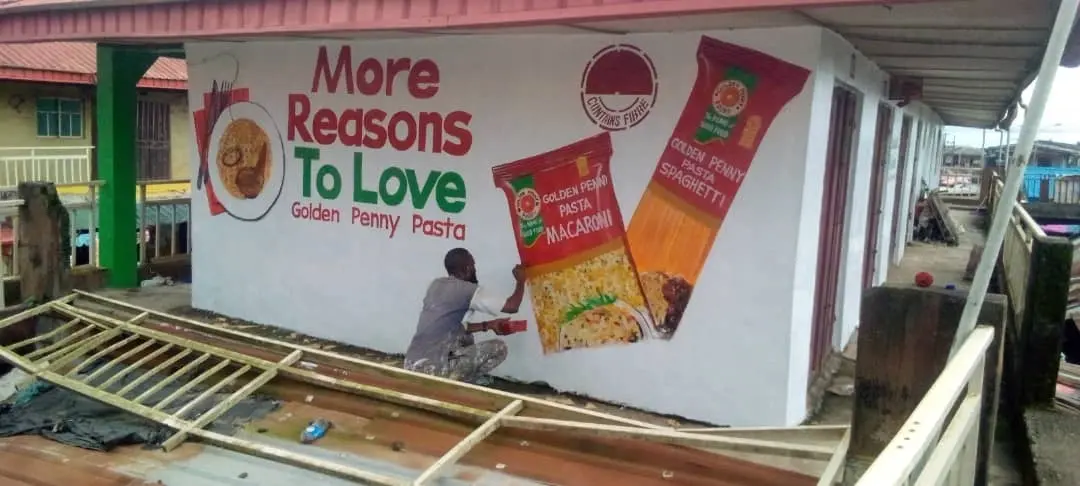 More
Reasons
To Love
Golden Penny Pasta
CONTAINS FIBRE
GOLDEN PENNY
PASTA
SPAGHETTI
GOLDEN PENNY
PASTA
MACARONI